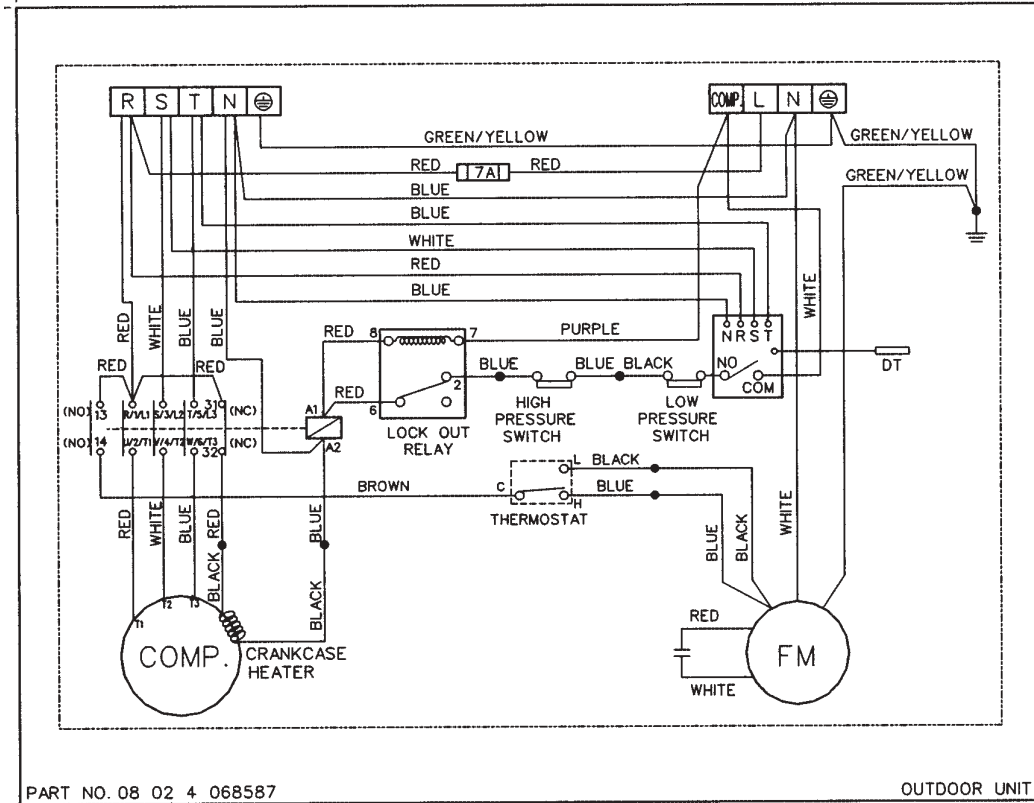 R S T N
COMP. L N
GREEN/YELLOW
GREEN/YELLOW
RED 7A RED
BLUE
GREEN/YELLOW
BLUE
WHITE
RED
BLUE
RED
WHITE
BLUE
BLUE
WHITE
RED 8 7 PURPLE
N R S T
RED RED
BLUE BLUE BLACK NO
COM
DT
2
RED 6
(NO) 13 R/1/L1 S/3/L2 T/5/L3 31 (NC)
A1
(NO) 14 U/2/T1 V/4/T2 W/6/T3 32 (NC)
A2
LOCK OUT
RELAY
HIGH
PRESSURE
SWITCH
LOW
PRESSURE
SWITCH
BROWN
C L BLACK
BLUE
H
THERMOSTAT
RED
WHITE
BLUE
RED
BLUE
BLACK
BLACK
BLUE
BLACK
WHITE
T1 T2 T3
COMP.
CRANKCASE
HEATER
RED
WHITE
FM
PART NO. 08 02 4 068587
OUTDOOR UNIT